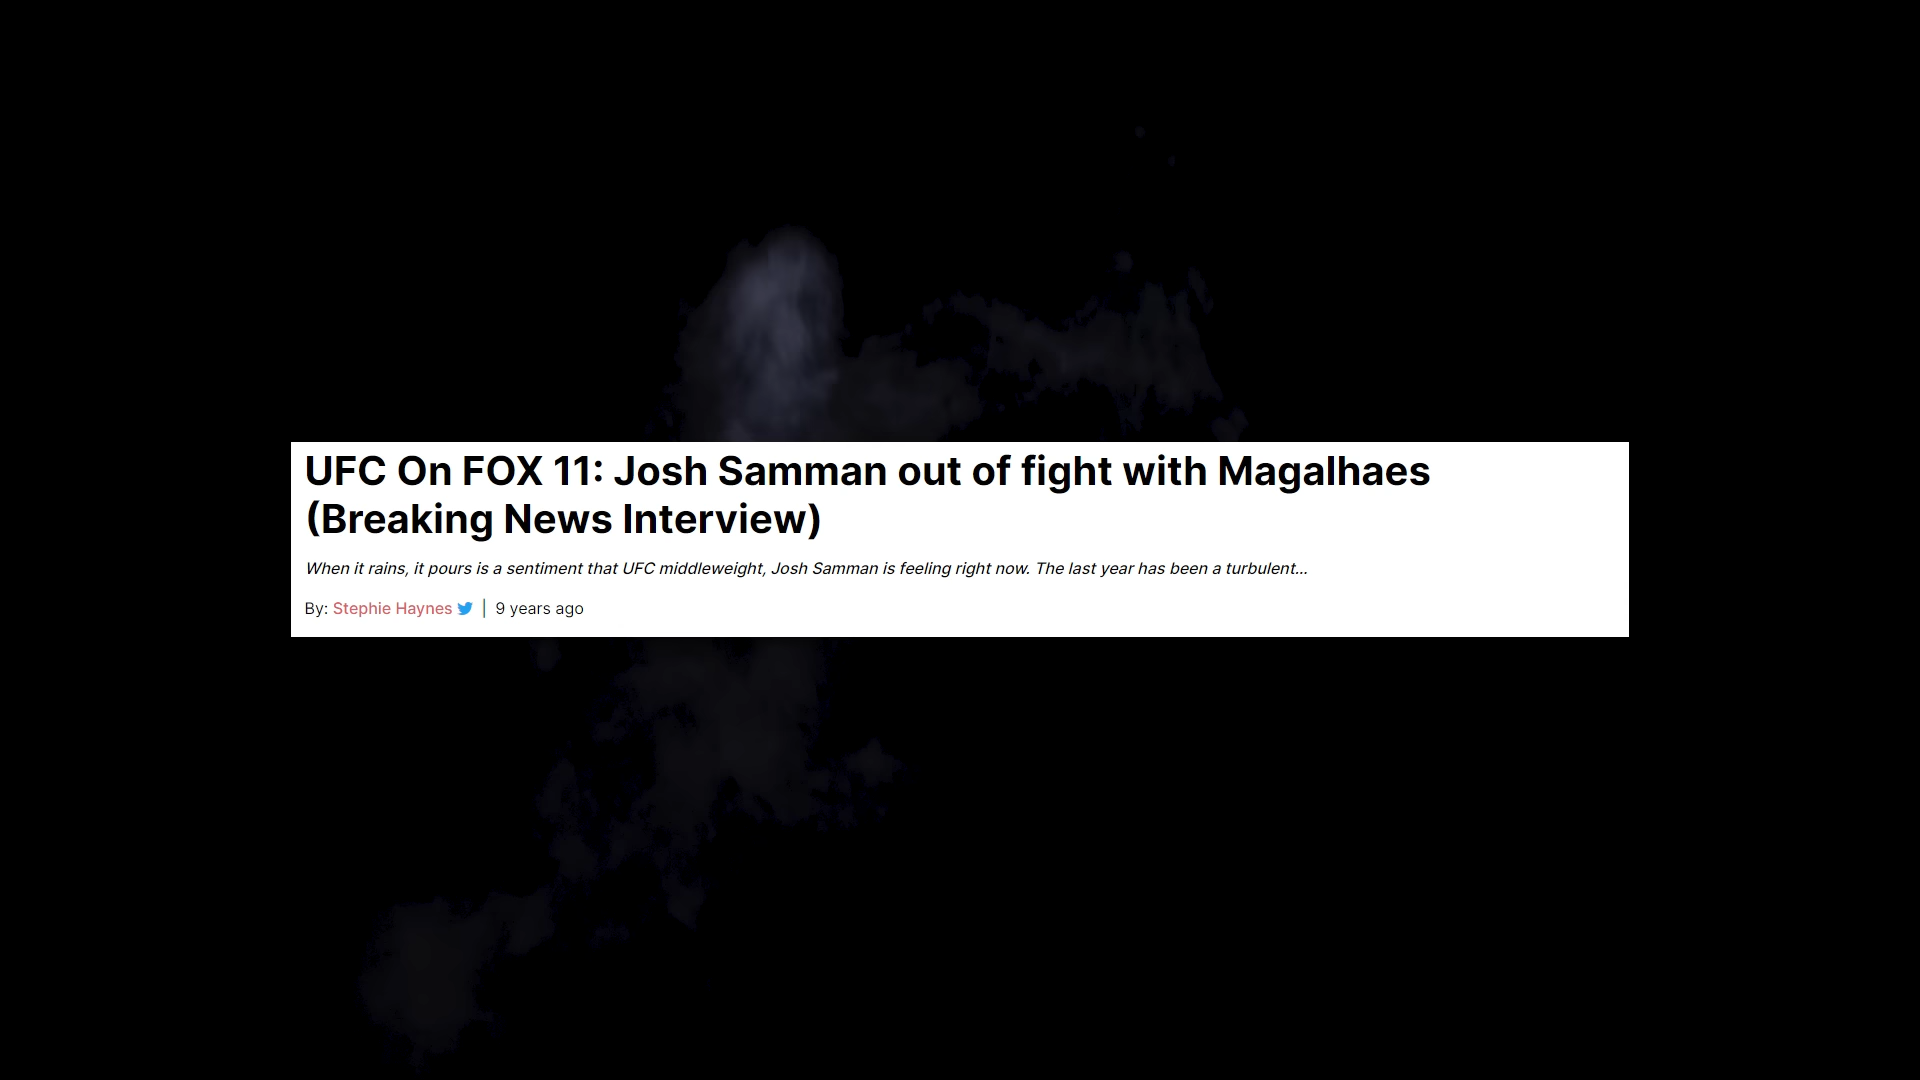 UFC On FOX 11: Josh Samman out of fight with Magalhaes
(Breaking News Interview)
When it rains, it pours is a sentiment that UFC middleweight, Josh Samman is feeling right now. The last year has been a turbulent...
By: Stephie Haynes | 9 years ago